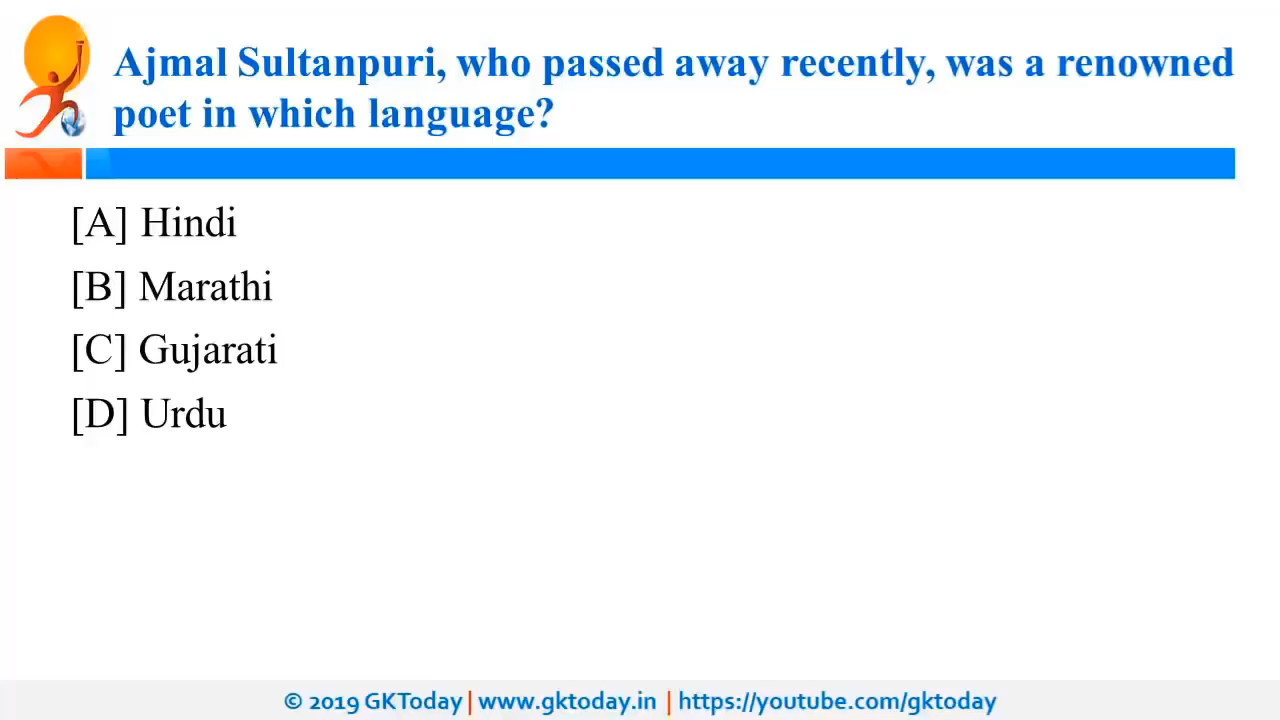 Ajmal Sultanpuri, who passed away recently, was a renowned
poet in which language?
[A] Hindi
[B] Marathi
[C] Gujarati
[D] Urdu
© 2019 GKToday | www.gktoday.in | https://youtube.com/gktoday